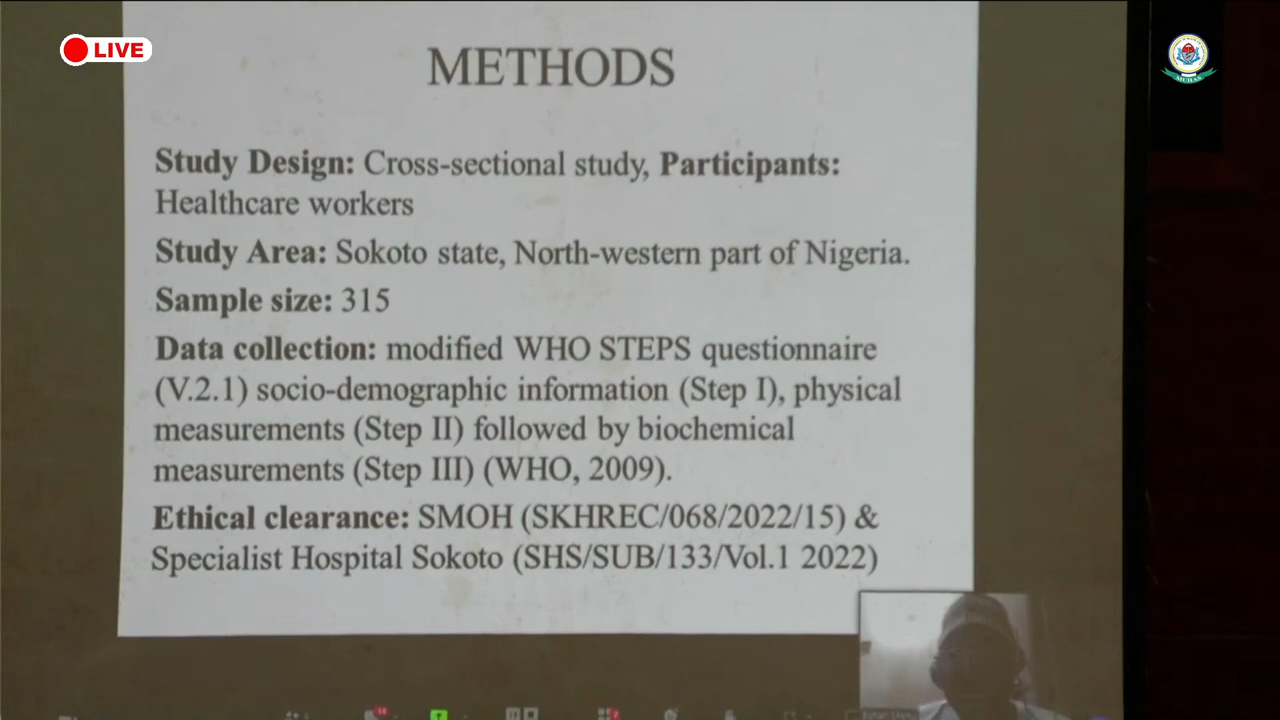 LIVE
MUHAS
METHODS
Study Design: Cross-sectional study, Participants:
Healthcare workers
Study Area: Sokoto state, North-western part of Nigeria.
Sample size: 315
Data collection: modified WHO STEPS questionnaire
(V.2.1) socio-demographic information (Step I), physical
measurements (Step II) followed by biochemical
measurements (Step III) (WHO, 2009).
Ethical clearance: SMOH (SKHREC/068/2022/15) &
Specialist Hospital Sokoto (SHS/SUB/133/Vol.1 2022)